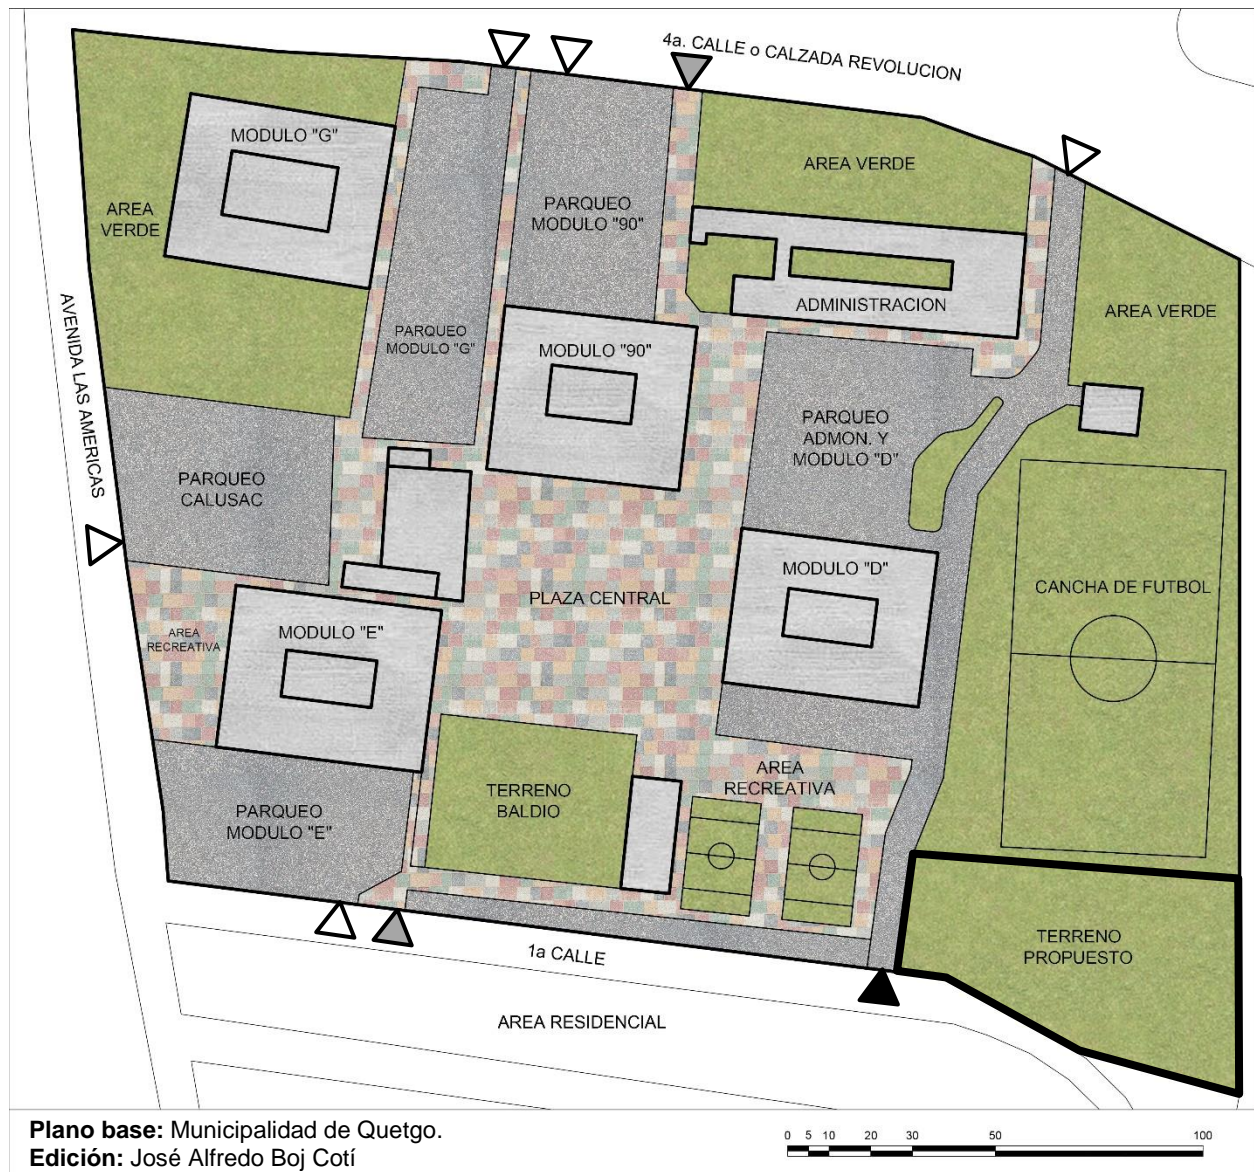 4a. CALLE o CALZADA REVOLUCION
MODULO "G"
AREA VERDE
PARQUEO
MODULO "90"
AREA
VERDE
ADMINISTRACION
AREA VERDE
AVENIDA LAS AMERICAS
PARQUEO
MODULO "G"
MODULO "90"
PARQUEO
ADMON. Y
MODULO "D"
PARQUEO
CALUSAC
MODULO "D"
CANCHA DE FUTBOL
PLAZA CENTRAL
AREA
RECREATIVA
MODULO "E"
AREA
RECREATIVA
TERRENO
BALDIO
PARQUEO
MODULO "E"
TERRENO
PROPUESTO
1a CALLE
AREA RESIDENCIAL
Plano base: Municipalidad de Quetgo.
Edición: José Alfredo Boj Cotí
0 5 10 20 30 50 100